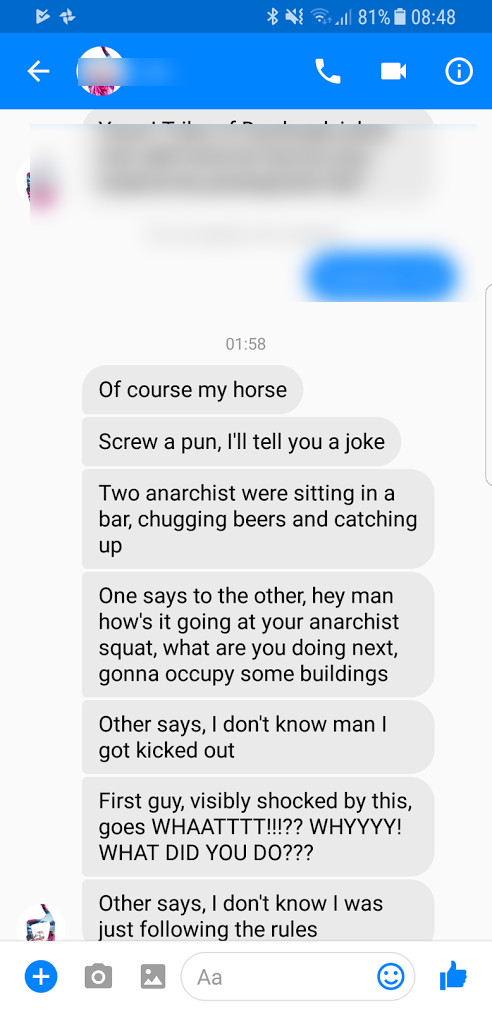 81% 08:48
01:58
Of course my horse
Screw a pun, I'll tell you a joke
Two anarchist were sitting in a
bar, chugging beers and catching
up
One says to the other, hey man
how's it going at your anarchist
squat, what are you doing next,
gonna occupy some buildings
Other says, I don't know man I
got kicked out
First guy, visibly shocked by this,
goes WHAATTTT!!!?? WHYYYY!
WHAT DID YOU DO???
Other says, I don't know I was
just following the rules
Aa